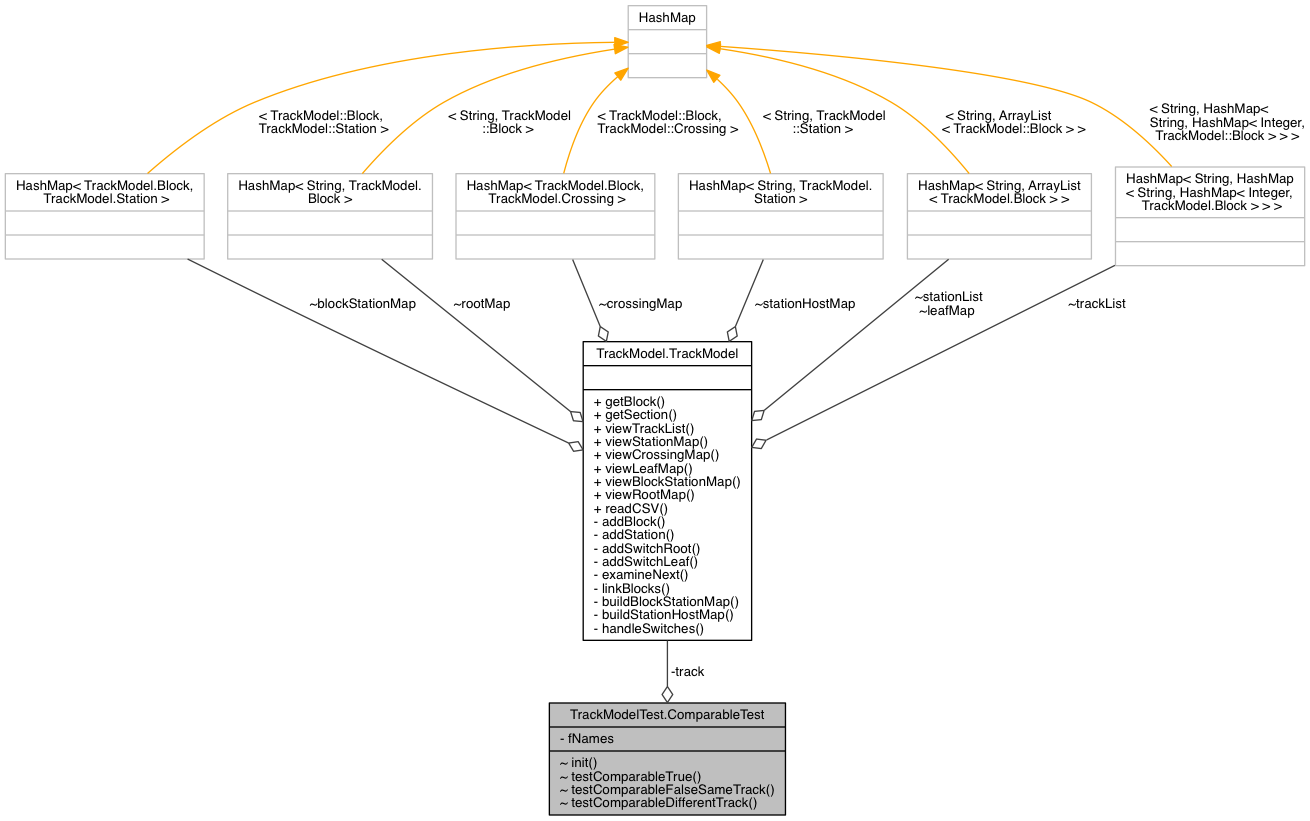 HashMap
< TrackModel::Block,
TrackModel::Station >
< String, TrackModel
::Block >
< TrackModel::Block,
TrackModel::Crossing >
< String, TrackModel
::Station >
< String, ArrayList
< TrackModel::Block > >
< String, HashMap<
String, HashMap< Integer,
TrackModel::Block > > >
HashMap< TrackModel.Block,
TrackModel.Station >
HashMap< String, TrackModel.
Block >
HashMap< TrackModel.Block,
TrackModel.Crossing >
HashMap< String, TrackModel.
Station >
HashMap< String, ArrayList
< TrackModel.Block > >
HashMap< String, HashMap
< String, HashMap< Integer,
TrackModel.Block > > >
~blockStationMap
~rootMap
~crossingMap
~stationHostMap
~stationList
~leafMap
~trackList
TrackModel.TrackModel
+ getBlock()
+ getSection()
+ viewTrackList()
+ viewStationMap()
+ viewCrossingMap()
+ viewLeafMap()
+ viewBlockStationMap()
+ viewRootMap()
+ readCSV()
- addBlock()
- addStation()
- addSwitchRoot()
- addSwitchLeaf()
- examineNext()
- linkBlocks()
- buildBlockStationMap()
- buildStationHostMap()
- handleSwitches()
-track
TrackModelTest.ComparableTest
- fNames
~ init()
~ testComparableTrue()
~ testComparableFalseSameTrack()
~ testComparableDifferentTrack()